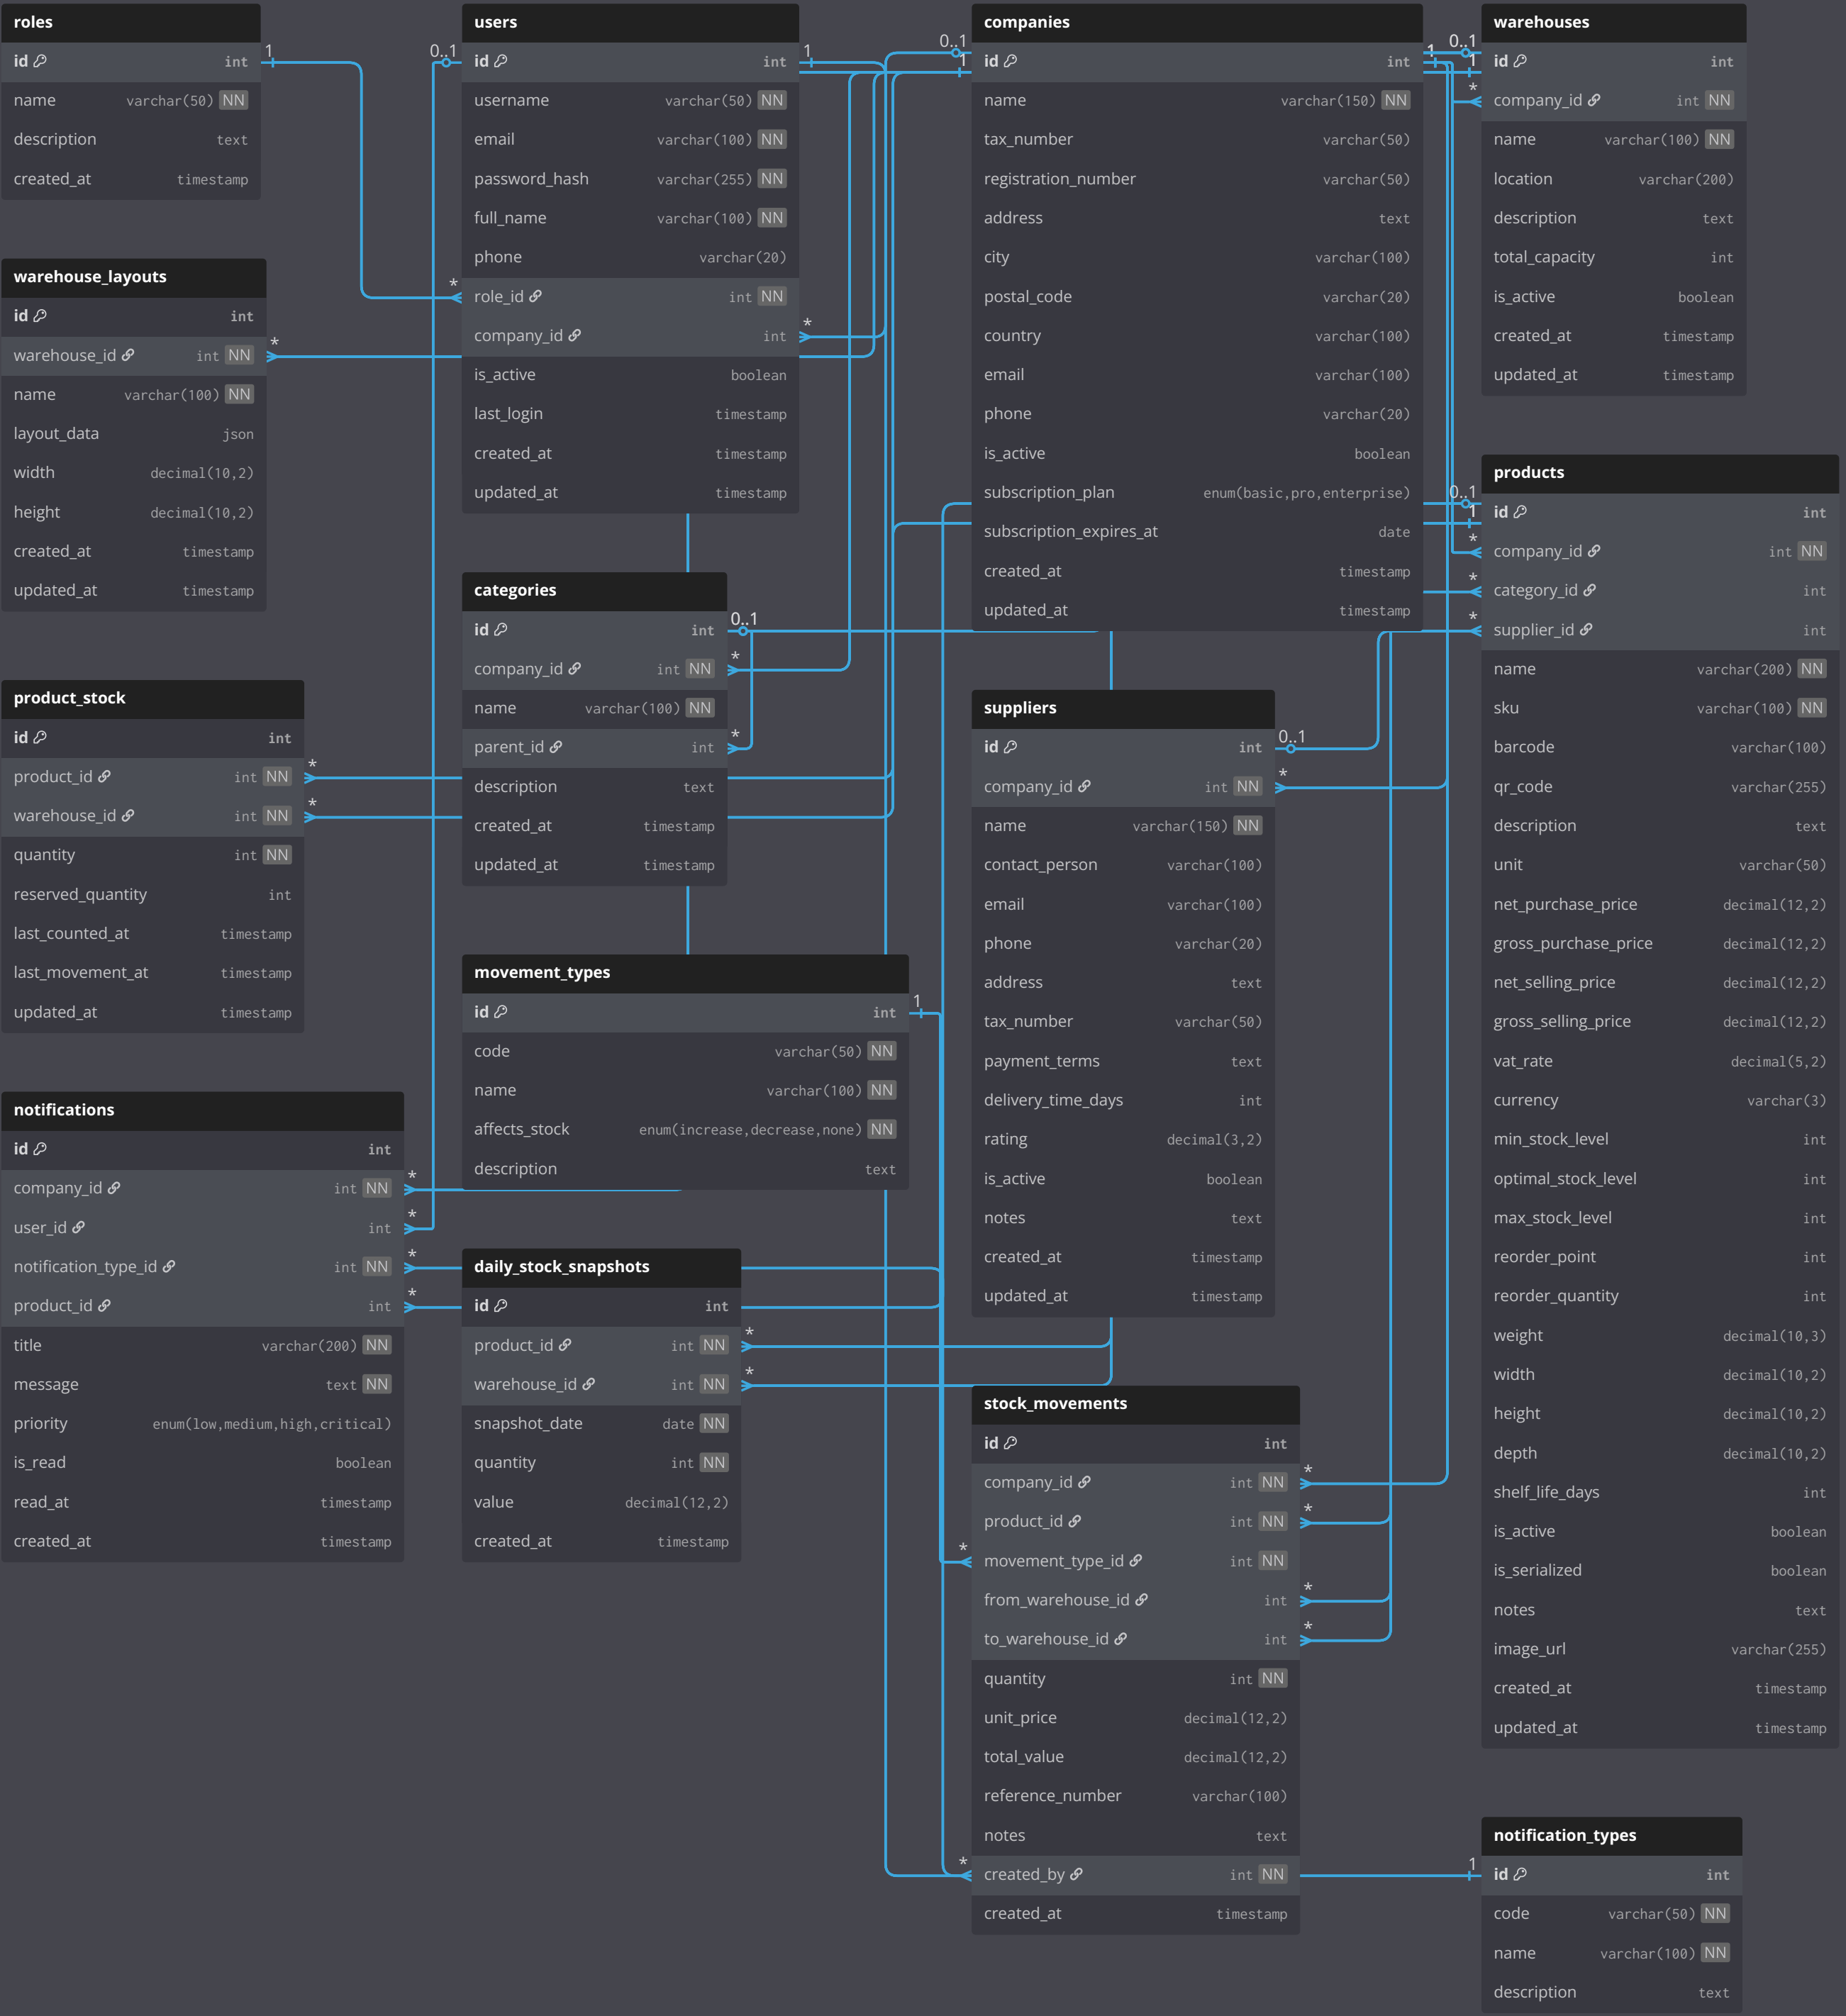 roles
id int
name varchar(50) NN
description text
created_at timestamp
1
users
0..1
id int
1
username varchar(50) NN
email varchar(100) NN
password_hash varchar(255) NN
full_name varchar(100) NN
phone varchar(20)
*
role_id int NN
company_id int
*
is_active boolean
last_login timestamp
created_at timestamp
updated_at timestamp
companies
0..1
1
id int
1
name varchar(150) NN
tax_number varchar(50)
registration_number varchar(50)
address text
city varchar(100)
postal_code varchar(20)
country varchar(100)
email varchar(100)
phone varchar(20)
is_active boolean
subscription_plan enum(basic,pro,enterprise)
subscription_expires_at date
created_at timestamp
updated_at timestamp
warehouses
0..1
1
id int
*
company_id int NN
name varchar(100) NN
location varchar(200)
description text
total_capacity int
is_active boolean
created_at timestamp
updated_at timestamp
warehouse_layouts
id int
warehouse_id int NN
*
name varchar(100) NN
layout_data json
width decimal(10,2)
height decimal(10,2)
created_at timestamp
updated_at timestamp
products
0..1
1
id int
*
company_id int NN
*
category_id int
*
supplier_id int
name varchar(200) NN
sku varchar(100) NN
barcode varchar(100)
qr_code varchar(255)
description text
unit varchar(50)
net_purchase_price decimal(12,2)
gross_purchase_price decimal(12,2)
net_selling_price decimal(12,2)
gross_selling_price decimal(12,2)
vat_rate decimal(5,2)
currency varchar(3)
min_stock_level int
optimal_stock_level int
max_stock_level int
reorder_point int
reorder_quantity int
weight decimal(10,3)
width decimal(10,2)
height decimal(10,2)
depth decimal(10,2)
shelf_life_days int
is_active boolean
is_serialized boolean
notes text
image_url varchar(255)
created_at timestamp
updated_at timestamp
categories
id int
0..1
company_id int NN
*
name varchar(100) NN
parent_id int
*
description text
created_at timestamp
updated_at timestamp
product_stock
id int
product_id int NN
*
warehouse_id int NN
*
quantity int NN
reserved_quantity int
last_counted_at timestamp
last_movement_at timestamp
updated_at timestamp
suppliers
id int
0..1
company_id int NN
*
name varchar(150) NN
contact_person varchar(100)
email varchar(100)
phone varchar(20)
address text
tax_number varchar(50)
payment_terms text
delivery_time_days int
rating decimal(3,2)
is_active boolean
notes text
created_at timestamp
updated_at timestamp
movement_types
id int
1
code varchar(50) NN
name varchar(100) NN
affects_stock enum(increase,decrease,none) NN
description text
notifications
id int
company_id int NN
*
user_id int
*
notification_type_id int NN
*
product_id int
*
title varchar(200) NN
message text NN
priority enum(low,medium,high,critical)
is_read boolean
read_at timestamp
created_at timestamp
daily_stock_snapshots
id int
product_id int NN
*
warehouse_id int NN
*
snapshot_date date NN
quantity int NN
value decimal(12,2)
created_at timestamp
stock_movements
id int
company_id int NN
*
product_id int NN
*
*
movement_type_id int NN
from_warehouse_id int
*
to_warehouse_id int
*
quantity int NN
unit_price decimal(12,2)
total_value decimal(12,2)
reference_number varchar(100)
notes text
*
created_by int NN
created_at timestamp
notification_types
1
id int
code varchar(50) NN
name varchar(100) NN
description text